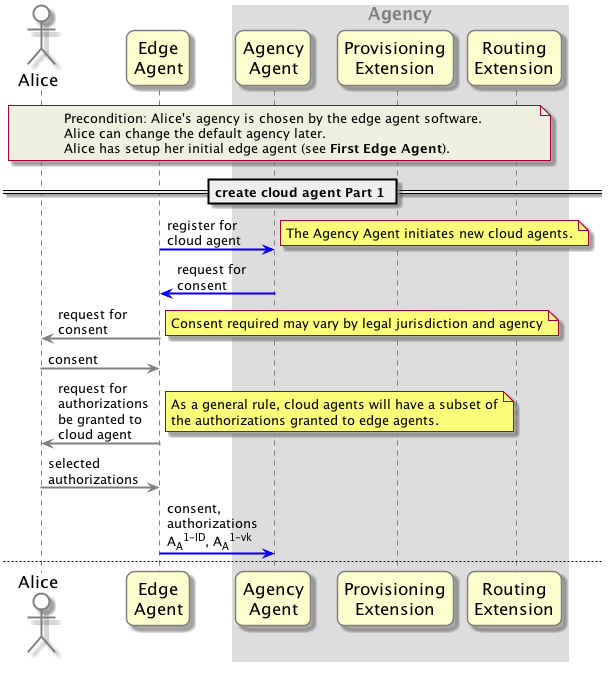 Agency
Alice
Edge
Agent
Agency
Agent
Provisioning
Extension
Routing
Extension
Precondition: Alice's agency is chosen by the edge agent software.
Alice can change the default agency later.
Alice has setup her initial edge agent (see First Edge Agent).
create cloud agent Part 1
register for
cloud agent
The Agency Agent initiates new cloud agents.
request for
consent
request for
consent
Consent required may vary by legal jurisdiction and agency
consent
request for
authorizations
be granted to
cloud agent
As a general rule, cloud agents will have a subset of
the authorizations granted to edge agents.
selected
authorizations
consent,
authorizations
A_A^1-ID, A_A^1-vk
Alice
Edge
Agent
Agency
Agent
Provisioning
Extension
Routing
Extension